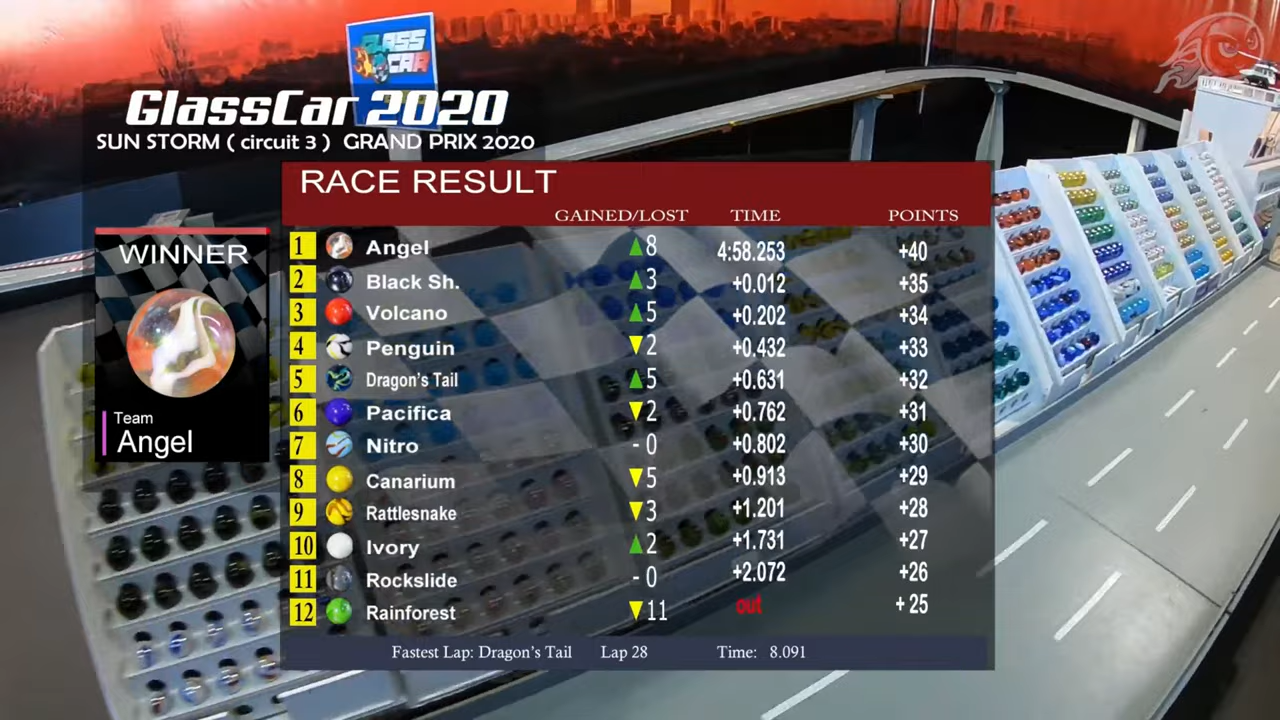 GLASS
CAR
GlassCar 2020
SUN STORM ( circuit 3 ) GRAND PRIX 2020
RACE RESULT
GAINED/LOST TIME POINTS
WINNER
Team
Angel
1 Angel ▲8 4:58.253 +40
2 Black Sh. ▲3 +0.012 +35
3 Volcano ▲5 +0.202 +34
4 Penguin ▼2 +0.432 +33
5 Dragon's Tail ▲5 +0.631 +32
6 Pacifica ▼2 +0.762 +31
7 Nitro - 0 +0.802 +30
8 Canarium ▼5 +0.913 +29
9 Rattlesnake ▼3 +1.201 +28
10 Ivory ▲2 +1.731 +27
11 Rockslide - 0 +2.072 +26
12 Rainforest ▼11 out + 25
Fastest Lap: Dragon's Tail Lap 28 Time: 8.091